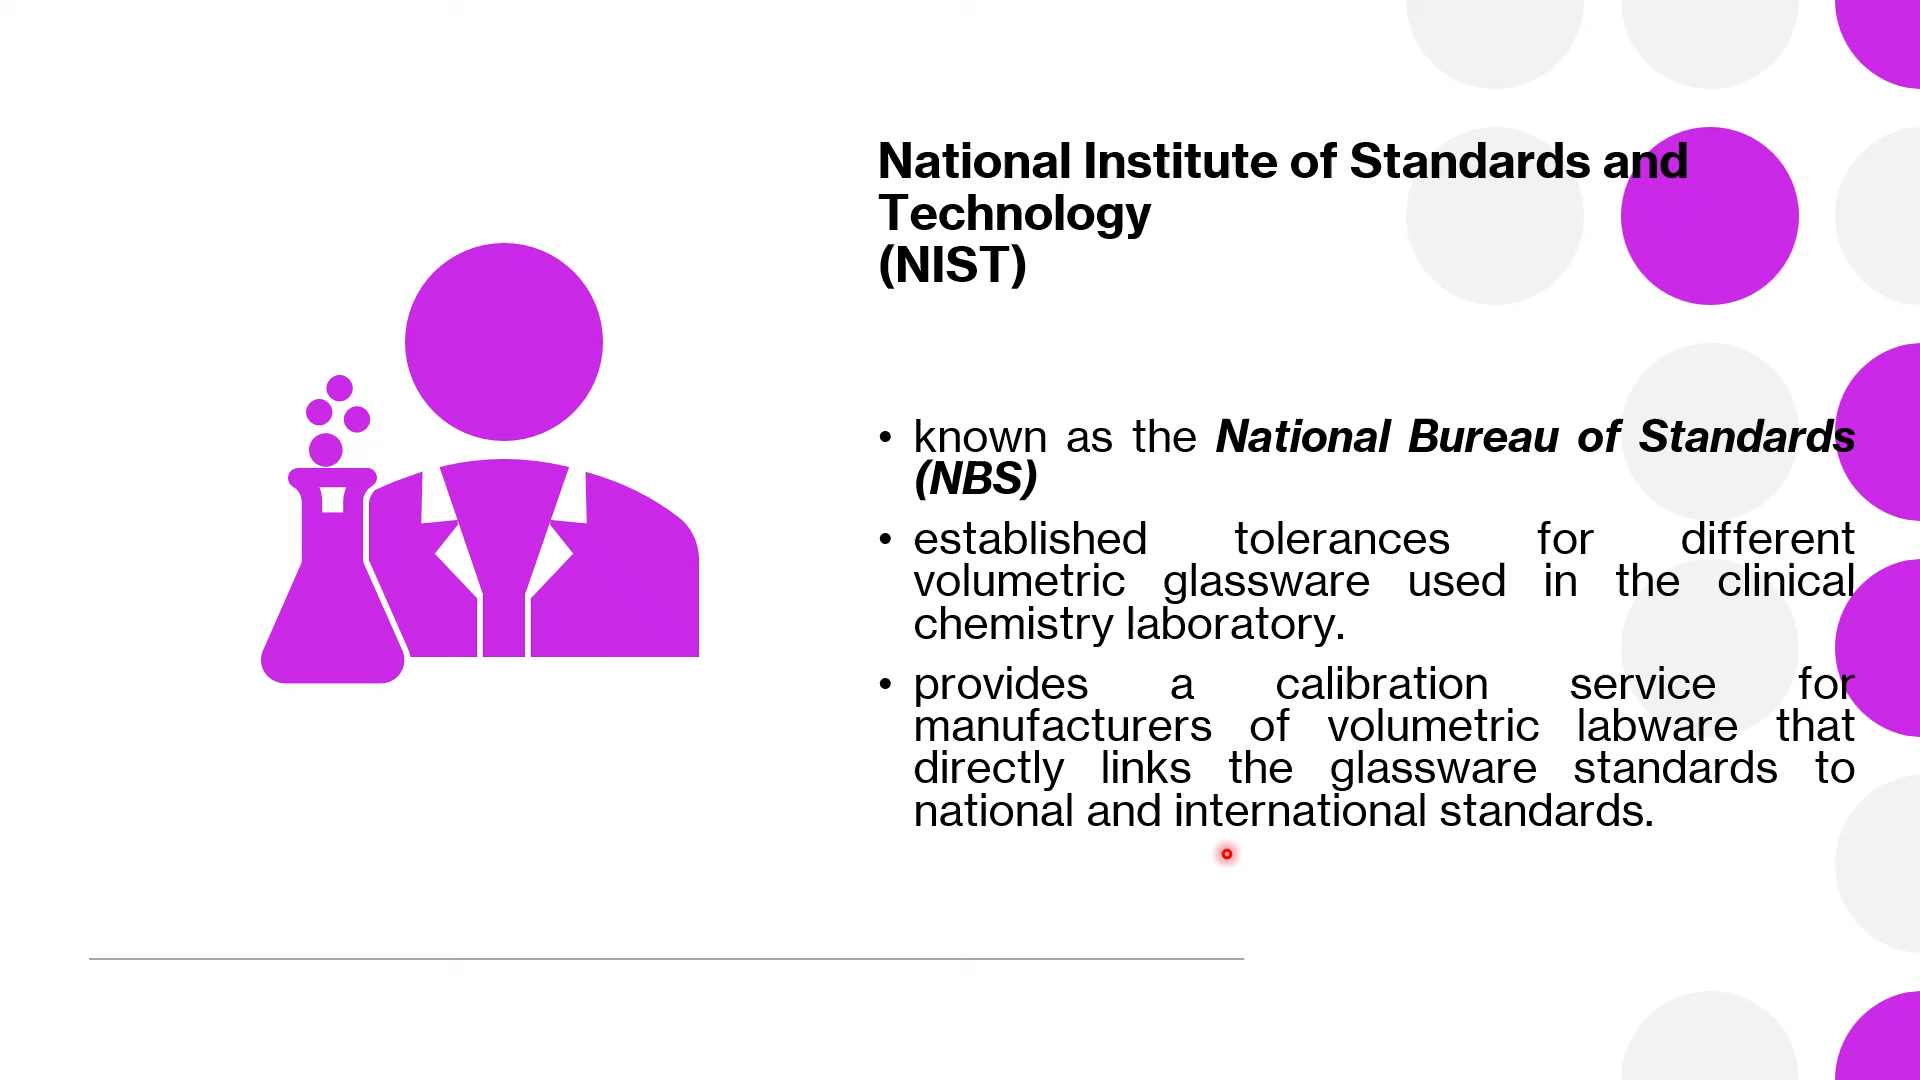 National Institute of Standards and
Technology
(NIST)
• known as the National Bureau of Standards
(NBS)
• established tolerances for different
volumetric glassware used in the clinical
chemistry laboratory.
• provides a calibration service for
manufacturers of volumetric labware that
directly links the glassware standards to
national and international standards.